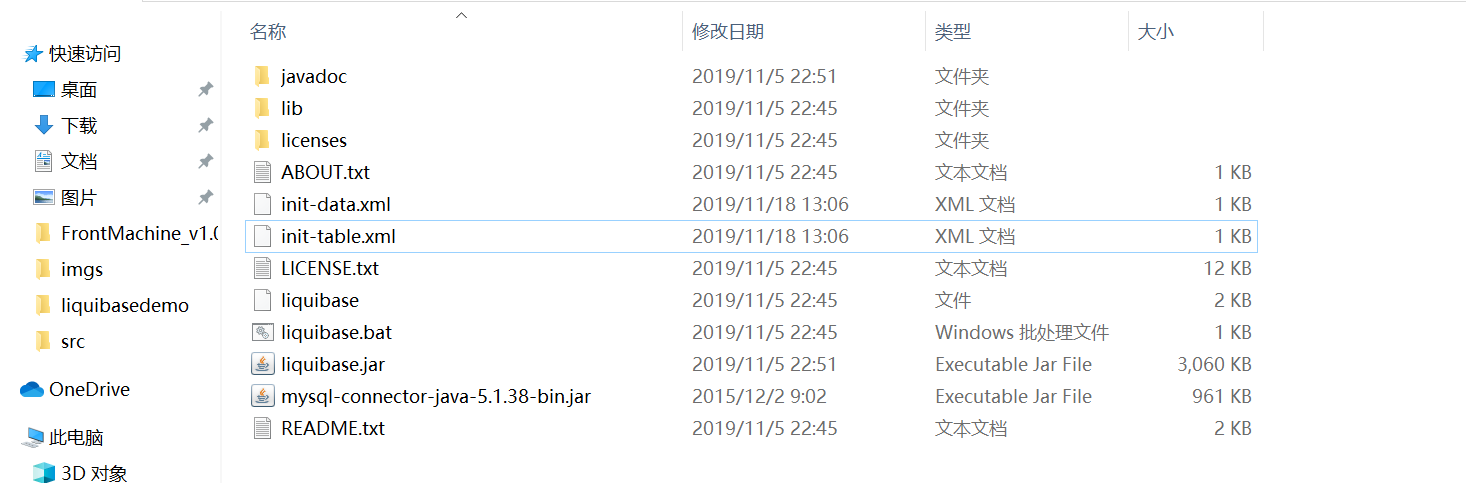 名称 修改日期 类型 大小
快速访问
桌面
下载
文档
图片
FrontMachine_v1.0
imgs
liquibasedemo
src
OneDrive
此电脑
3D 对象
javadoc 2019/11/5 22:51 文件夹
lib 2019/11/5 22:45 文件夹
licenses 2019/11/5 22:45 文件夹
ABOUT.txt 2019/11/5 22:45 文本文档 1 KB
init-data.xml 2019/11/18 13:06 XML 文档 1 KB
init-table.xml 2019/11/18 13:06 XML 文档 1 KB
LICENSE.txt 2019/11/5 22:45 文本文档 12 KB
liquibase 2019/11/5 22:45 文件 2 KB
liquibase.bat 2019/11/5 22:45 Windows 批处理文件 1 KB
liquibase.jar 2019/11/5 22:51 Executable Jar File 3,060 KB
mysql-connector-java-5.1.38-bin.jar 2015/12/2 9:02 Executable Jar File 961 KB
README.txt 2019/11/5 22:45 文本文档 2 KB